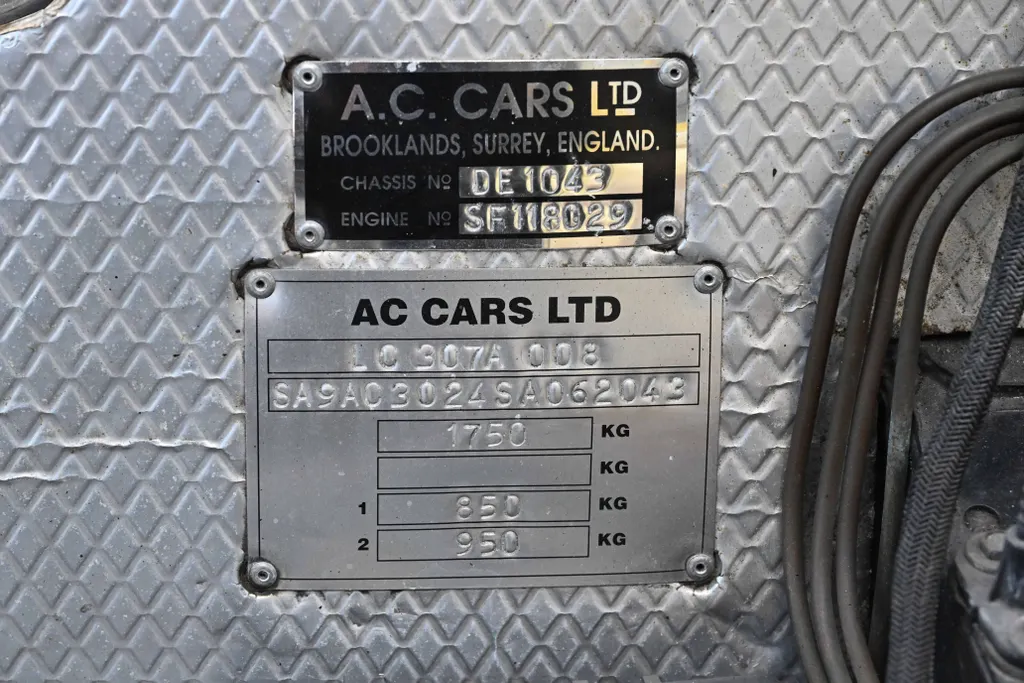 A.C. CARS LTD
BROOKLANDS, SURREY, ENGLAND.
CHASSIS Nº DE1043
ENGINE Nº SF118029
AC CARS LTD
LC 307A 008
SA9AC3024SA062043
1750 KG
KG
1 850 KG
2 950 KG